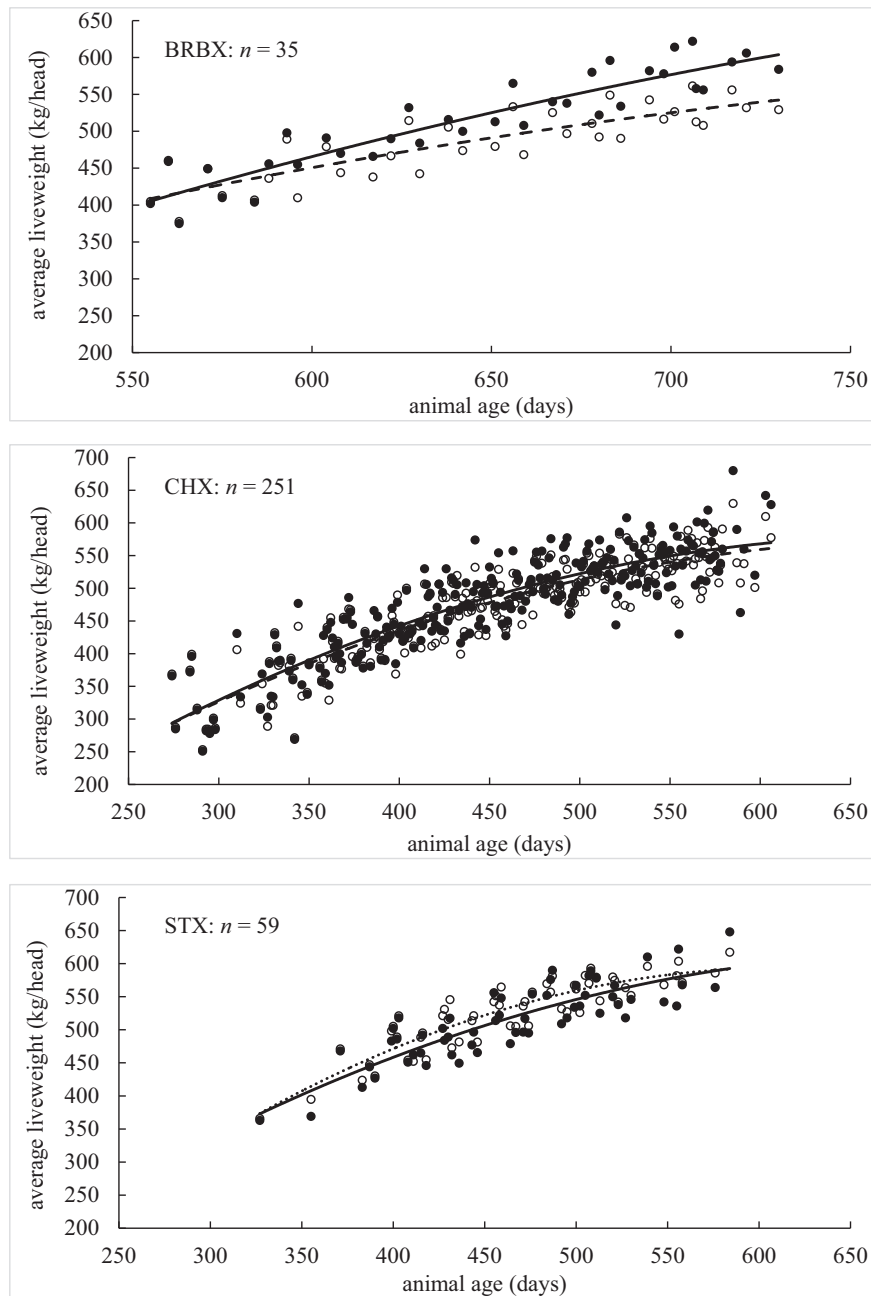 650
600
550
500
450
400
350
300
250
200
average liveweight (kg/head)
BRBX: n = 35
550 600 650 700 750
animal age (days)
700
650
600
550
500
450
400
350
300
250
200
average liveweight (kg/head)
CHX: n = 251
250 300 350 400 450 500 550 600 650
animal age (days)
700
650
600
550
500
450
400
350
300
250
200
average liveweight (kg/head)
STX: n = 59
250 300 350 400 450 500 550 600 650
animal age (days)